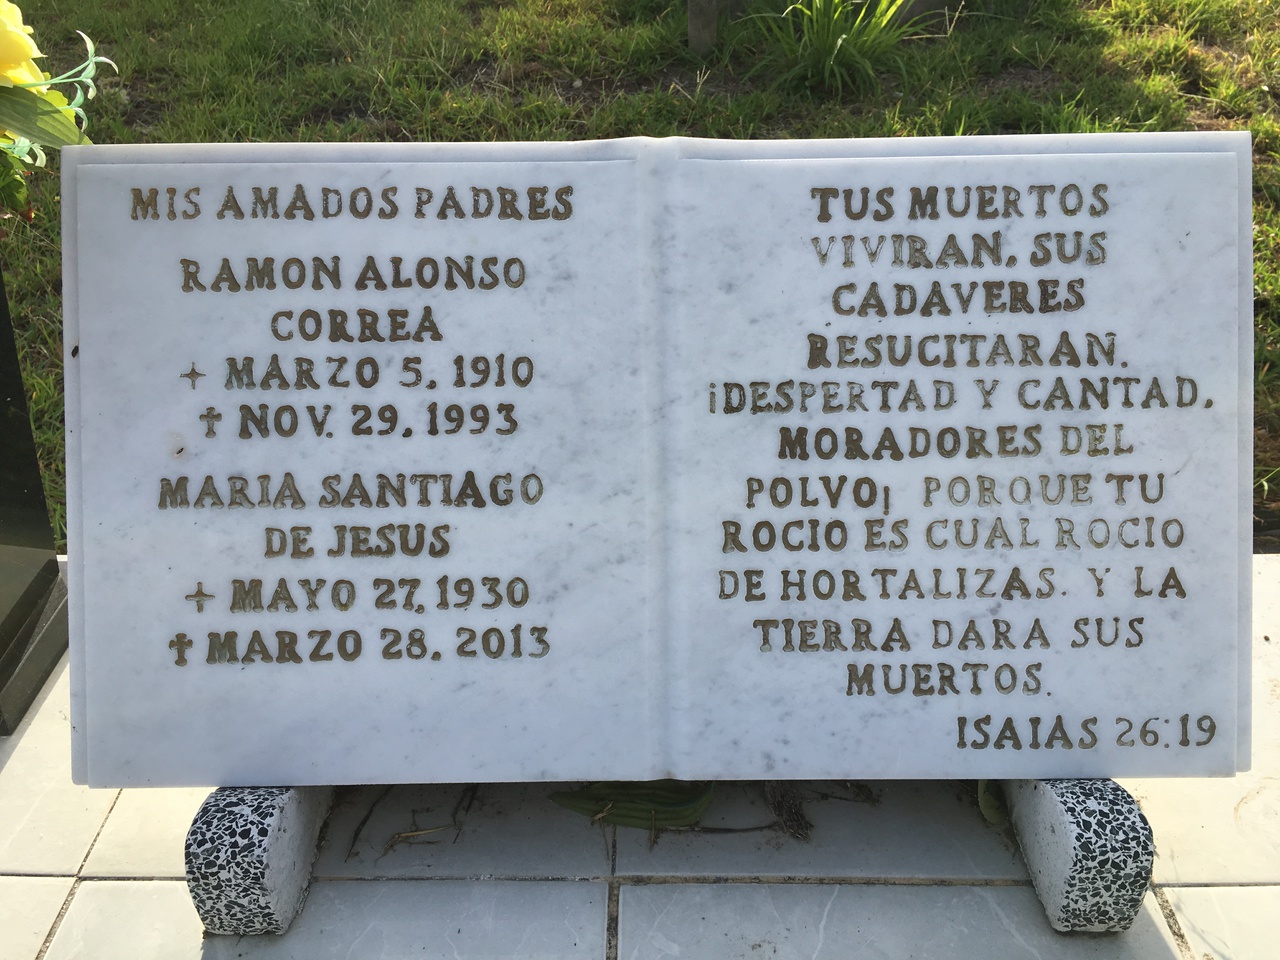 MIS AMADOS PADRES
RAMON ALONSO
CORREA
✦ MARZO 5, 1910
✝ NOV. 29, 1993
MARIA SANTIAGO
DE JESUS
✦ MAYO 27, 1930
✝ MARZO 28, 2013
TUS MUERTOS
VIVIRAN. SUS
CADAVERES
RESUCITARAN.
¡DESPERTAD Y CANTAD,
MORADORES DEL
POLVO¡ PORQUE TU
ROCIO ES CUAL ROCIO
DE HORTALIZAS. Y LA
TIERRA DARA SUS
MUERTOS.
ISAIAS 26:19